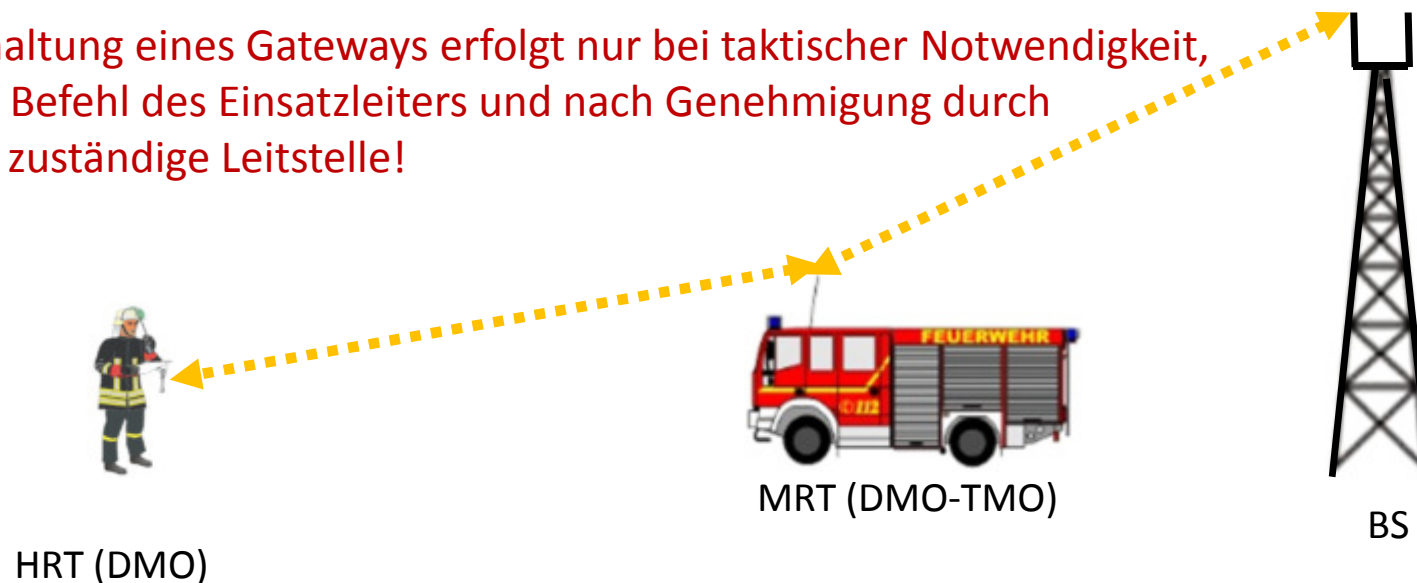 altung eines Gateways erfolgt nur bei taktischer Notwendigkeit,
Befehl des Einsatzleiters und nach Genehmigung durch
zuständige Leitstelle!
FEUERWEHR
112
MRT (DMO-TMO)
BS
HRT (DMO)